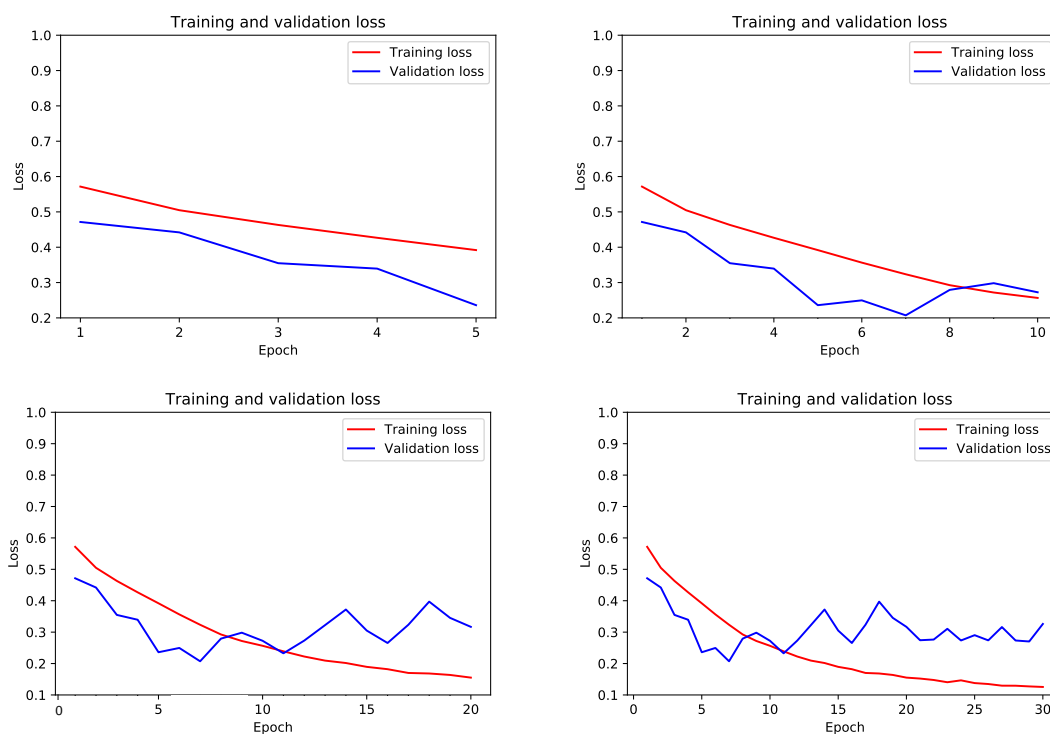 Training and validation loss
1.0
0.9
0.8
0.7
0.6
0.5
0.4
0.3
0.2
Loss
Training loss
Validation loss
1 2 3 4 5
Epoch
Training and validation loss
1.0
0.9
0.8
0.7
0.6
0.5
0.4
0.3
0.2
Loss
Training loss
Validation loss
2 4 6 8 10
Epoch
Training and validation loss
1.0
0.9
0.8
0.7
0.6
0.5
0.4
0.3
0.2
0.1
Loss
Training loss
Validation loss
0 5 10 15 20
Epoch
Training and validation loss
1.0
0.9
0.8
0.7
0.6
0.5
0.4
0.3
0.2
0.1
Loss
Training loss
Validation loss
0 5 10 15 20 25 30
Epoch